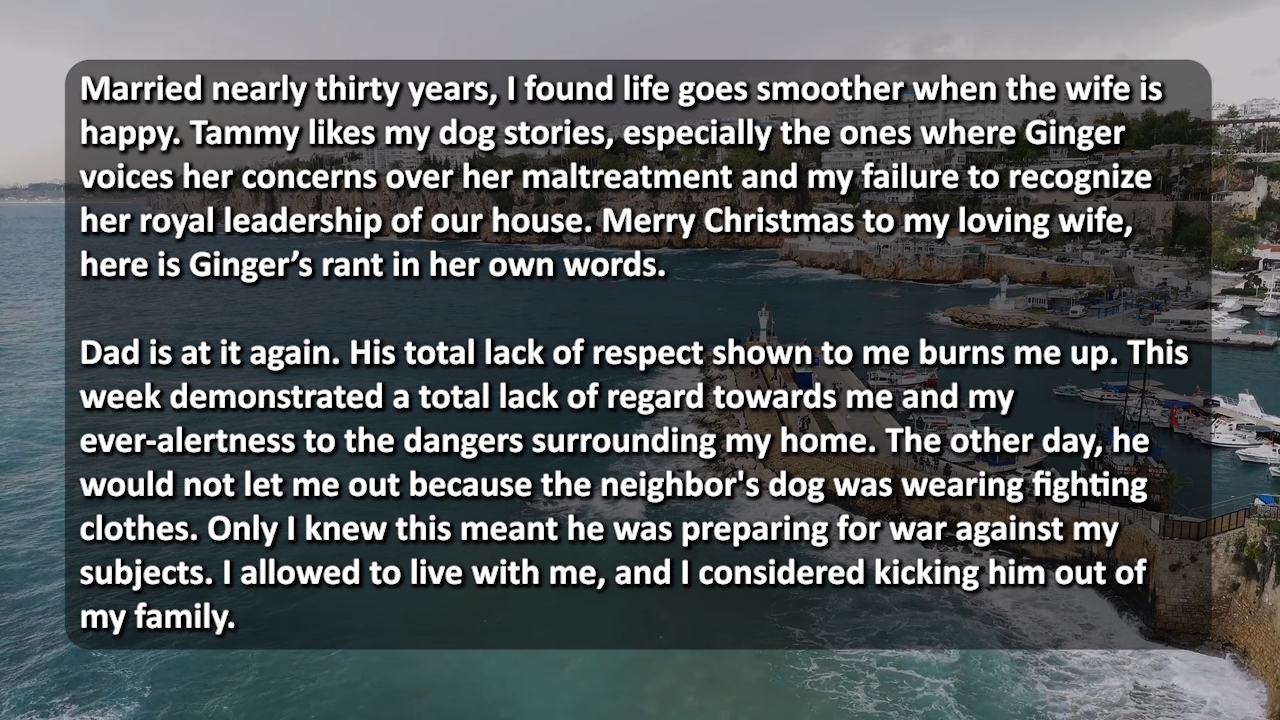 Married nearly thirty years, I found life goes smoother when the wife is
happy. Tammy likes my dog stories, especially the ones where Ginger
voices her concerns over her maltreatment and my failure to recognize
her royal leadership of our house. Merry Christmas to my loving wife,
here is Ginger’s rant in her own words.

Dad is at it again. His total lack of respect shown to me burns me up. This
week demonstrated a total lack of regard towards me and my
ever-alertness to the dangers surrounding my home. The other day, he
would not let me out because the neighbor's dog was wearing fighting
clothes. Only I knew this meant he was preparing for war against my
subjects. I allowed to live with me, and I considered kicking him out of
my family.